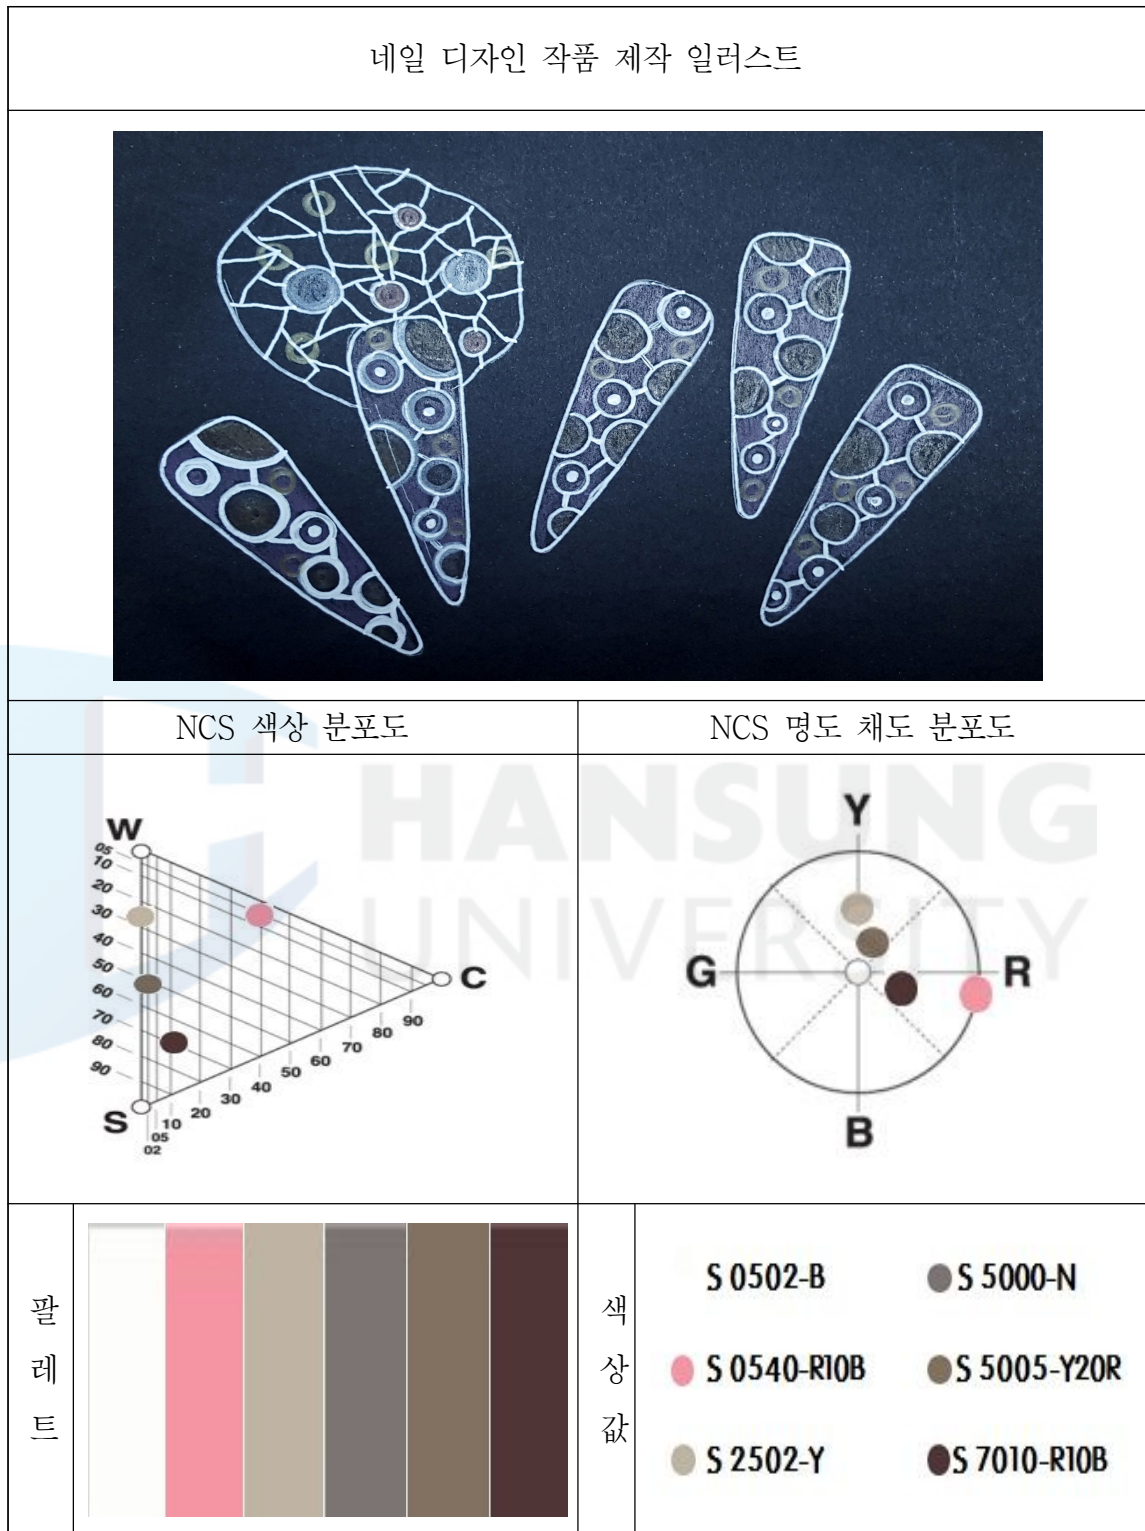 네일 디자인 작품 제작 일러스트
NCS 색상 분포도
NCS 명도 채도 분포도
HANSUNG
UNIVERSITY
W
05
10
20
30
40
50
60
70
80
90
S
02
05
10
20
30
40
50
60
70
80
90
C
Y
G
R
B
팔
레
트
색
상
값
S 0502-B
S 5000-N
S 0540-R10B
S 5005-Y20R
S 2502-Y
S 7010-R10B